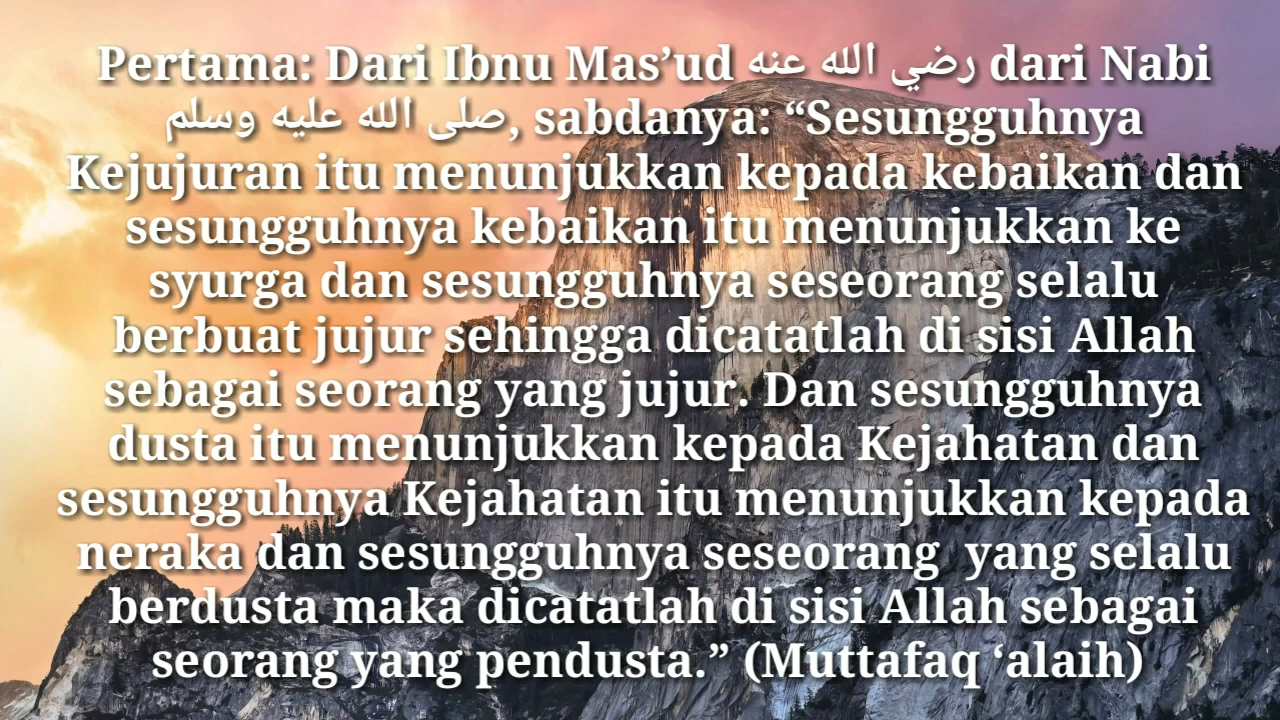 Pertama: Dari Ibnu Mas’ud رضي الله عنه dari Nabi
صلى الله عليه وسلم, sabdanya: “Sesungguhnya
Kejujuran itu menunjukkan kepada kebaikan dan
sesungguhnya kebaikan itu menunjukkan ke
syurga dan sesungguhnya seseorang selalu
berbuat jujur sehingga dicatatlah di sisi Allah
sebagai seorang yang jujur. Dan sesungguhnya
dusta itu menunjukkan kepada Kejahatan dan
sesungguhnya Kejahatan itu menunjukkan kepada
neraka dan sesungguhnya seseorang  yang selalu
berdusta maka dicatatlah di sisi Allah sebagai
seorang yang pendusta.” (Muttafaq ‘alaih)